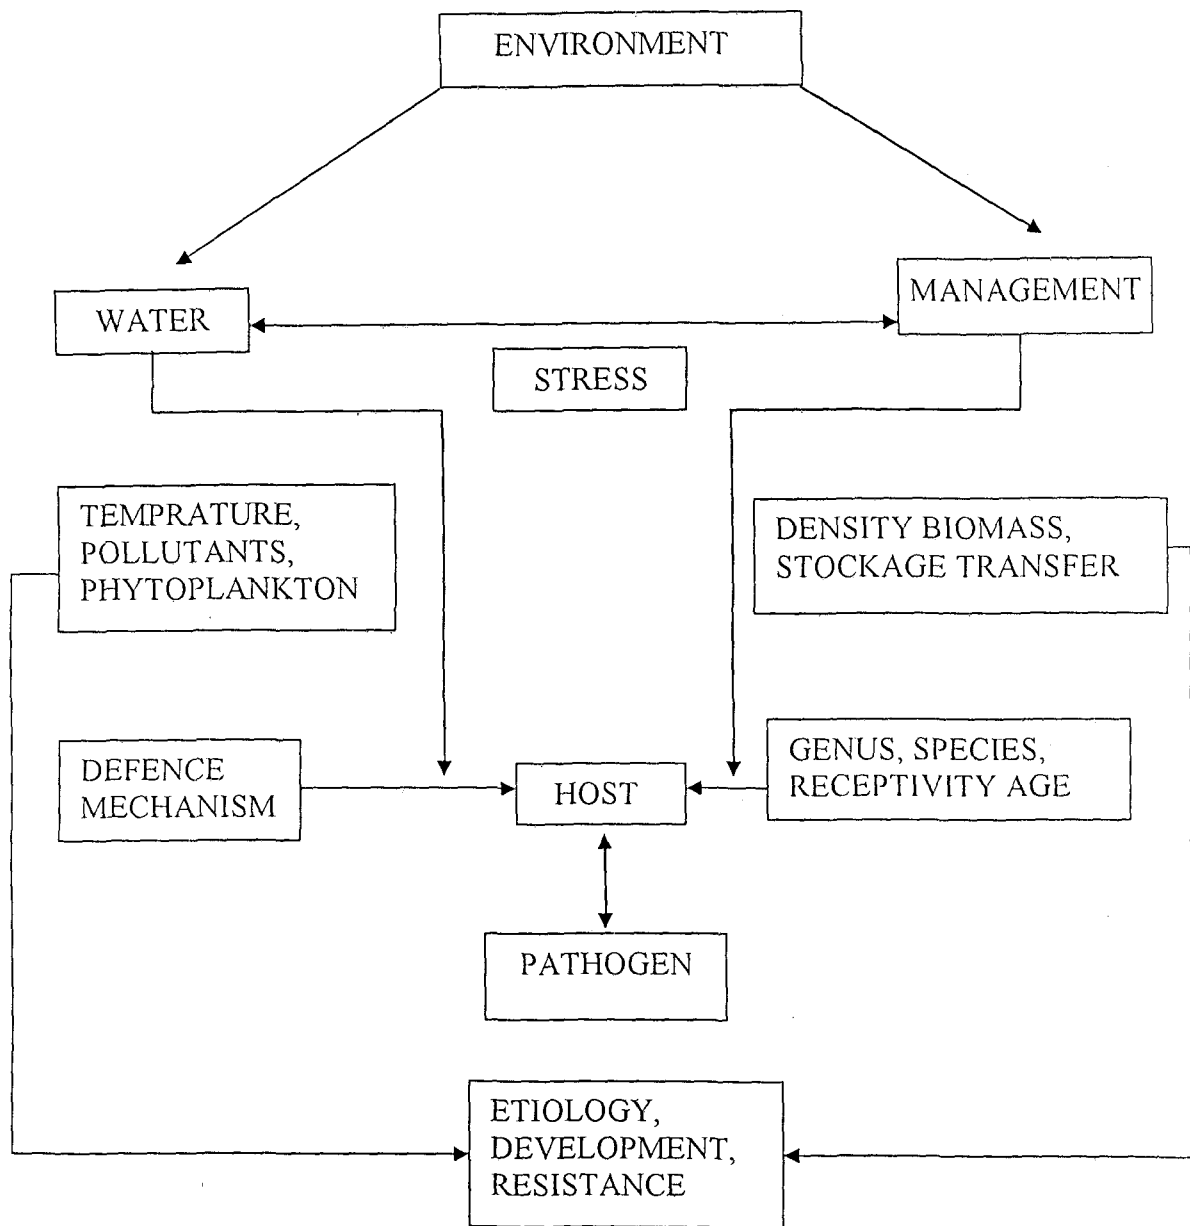 ENVIRONMENT
WATER
MANAGEMENT
STRESS
TEMPRATURE,
POLLUTANTS,
PHYTOPLANKTON
DENSITY BIOMASS,
STOCKAGE TRANSFER
DEFENCE
MECHANISM
HOST
GENUS, SPECIES,
RECEPTIVITY AGE
PATHOGEN
ETIOLOGY,
DEVELOPMENT,
RESISTANCE